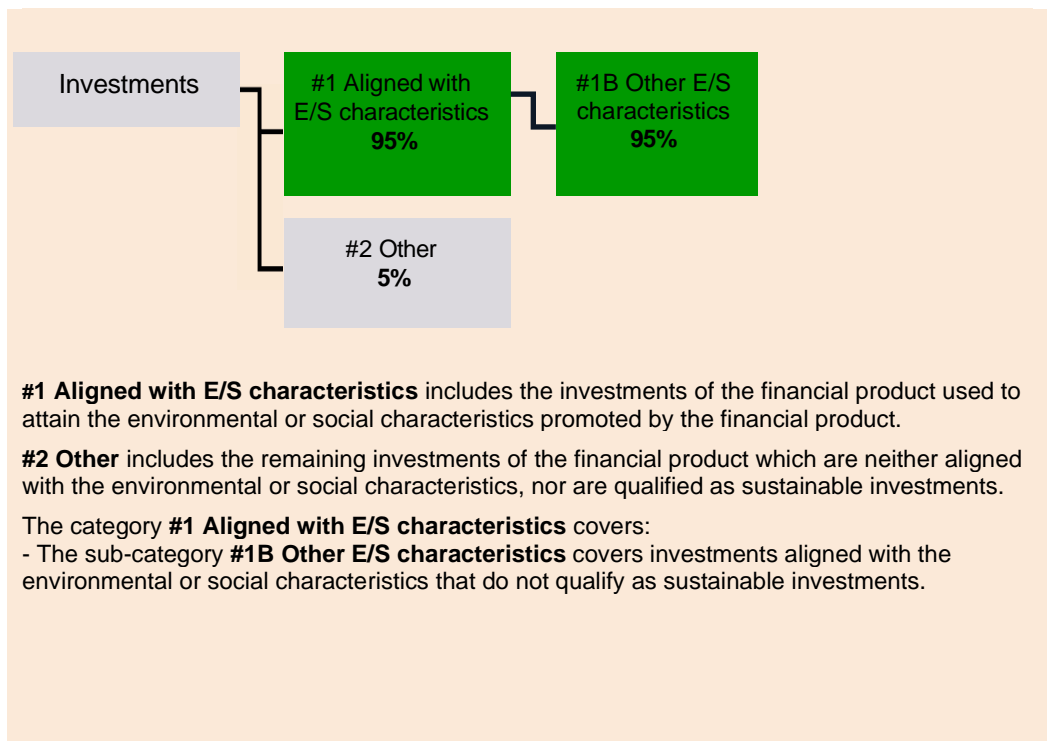 Investments
#1 Aligned with
E/S characteristics
95%
#1B Other E/S
characteristics
95%
#2 Other
5%
#1 Aligned with E/S characteristics includes the investments of the financial product used to
attain the environmental or social characteristics promoted by the financial product.
#2 Other includes the remaining investments of the financial product which are neither aligned
with the environmental or social characteristics, nor are qualified as sustainable investments.
The category #1 Aligned with E/S characteristics covers:
- The sub-category #1B Other E/S characteristics covers investments aligned with the
environmental or social characteristics that do not qualify as sustainable investments.